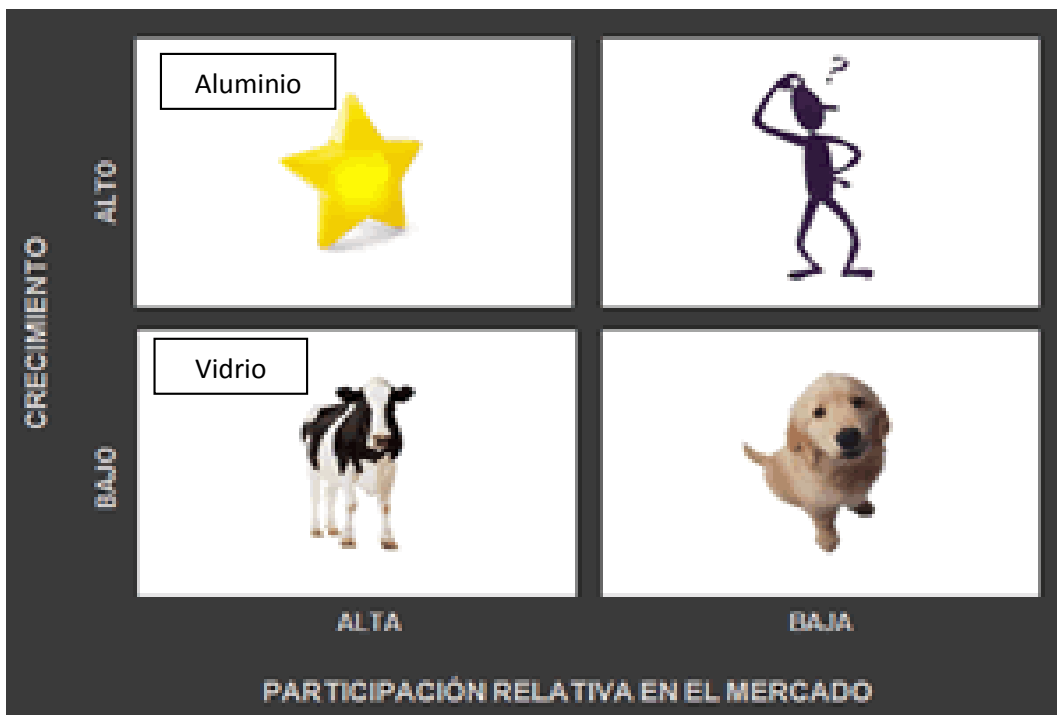 Aluminio
?
ALTO
CRECIMIENTO
Vidrio
BAJO
ALTA
BAJA
PARTICIPACIÓN RELATIVA EN EL MERCADO